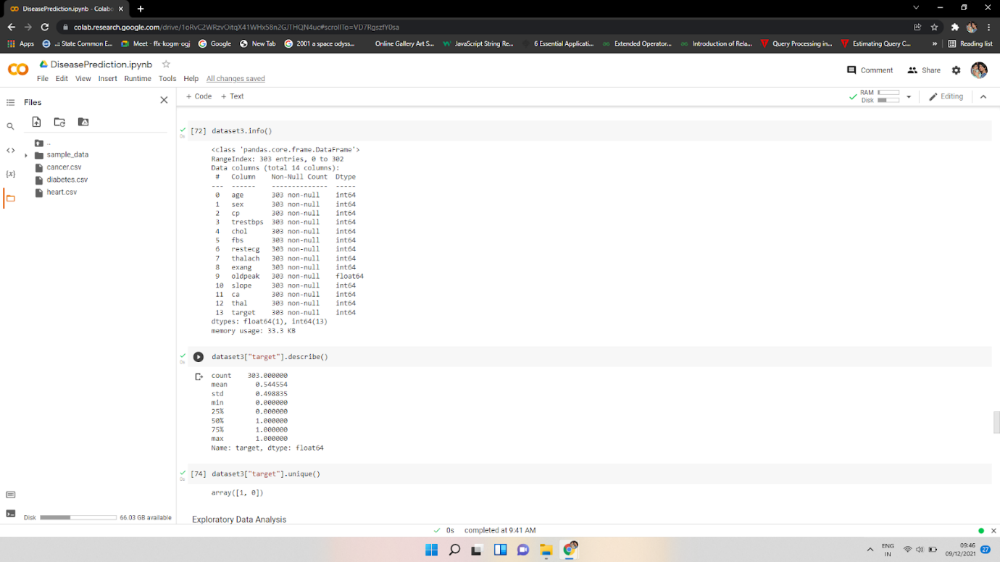 DiseasePrediction.ipynb - Colab
colab.research.google.com/drive/1oRvC2WRzvOitqX41WHx58n2GJTHQN4uc#scrollTo=VD7RgszfY0sa
Apps ..:: State Common E... Meet - ffx-kogm-ogj Google New Tab 2001 a space odyss... Online Gallery Art S... JavaScript String Re... 6 Essential Applicati... Extended Operator... Introduction of Rela... Query Processing in... Estimating Query C... » Reading list
DiseasePrediction.ipynb
File Edit View Insert Runtime Tools Help All changes saved
Comment Share
Files
+ Code + Text
RAM
Disk
Editing
..
sample_data
cancer.csv
diabetes.csv
heart.csv
[72] dataset3.info()
0s
<class 'pandas.core.frame.DataFrame'>
RangeIndex: 303 entries, 0 to 302
Data columns (total 14 columns):
# Column Non-Null Count Dtype
--- ------ -------------- -----
0 age 303 non-null int64
1 sex 303 non-null int64
2 cp 303 non-null int64
3 trestbps 303 non-null int64
4 chol 303 non-null int64
5 fbs 303 non-null int64
6 restecg 303 non-null int64
7 thalach 303 non-null int64
8 exang 303 non-null int64
9 oldpeak 303 non-null float64
10 slope 303 non-null int64
11 ca 303 non-null int64
12 thal 303 non-null int64
13 target 303 non-null int64
dtypes: float64(1), int64(13)
memory usage: 33.3 KB
dataset3["target"].describe()
0s
count 303.000000
mean 0.544554
std 0.498835
min 0.000000
25% 0.000000
50% 1.000000
75% 1.000000
max 1.000000
Name: target, dtype: float64
[74] dataset3["target"].unique()
0s
array([1, 0])
Exploratory Data Analysis
Disk 66.03 GB available
0s completed at 9:41 AM
ENG
IN
09:46
09/12/2021
27